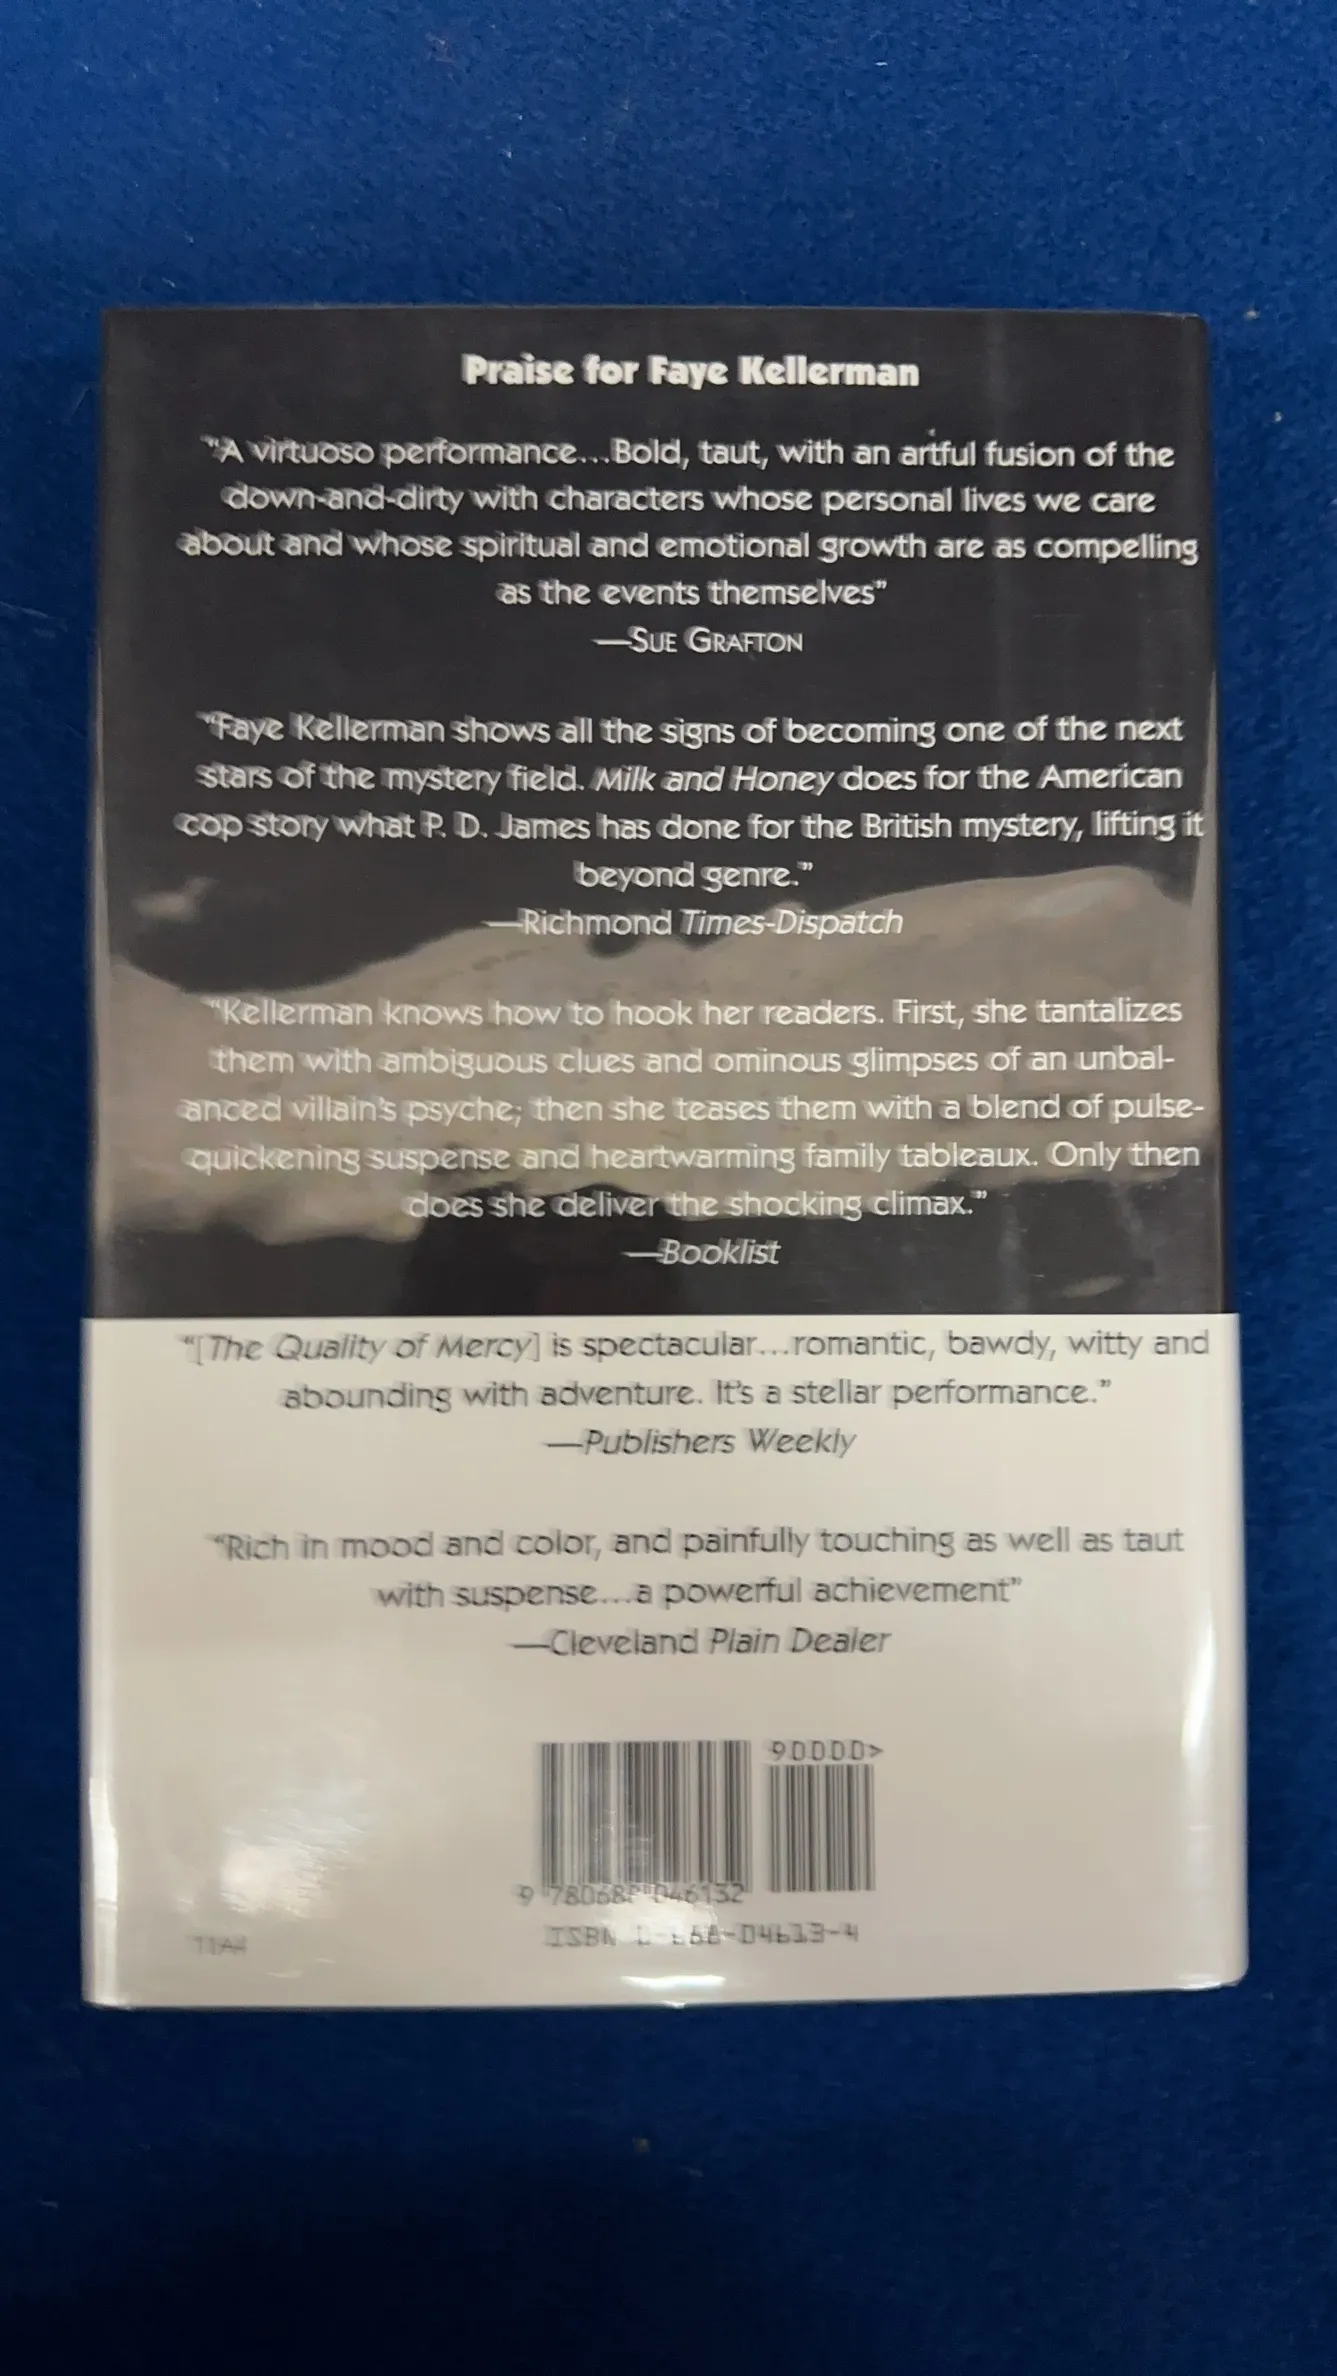 Praise for Faye Kellerman
"A virtuoso performance...Bold, taut, with an artful fusion of the
down-and-dirty with characters whose personal lives we care
about and whose spiritual and emotional growth are as compelling
as the events themselves"
—SUE GRAFTON
"Faye Kellerman shows all the signs of becoming one of the next
stars of the mystery field. Milk and Honey does for the American
cop story what P. D. James has done for the British mystery, lifting it
beyond genre."
—Richmond Times-Dispatch
"Kellerman knows how to hook her readers. First, she tantalizes
them with ambiguous clues and ominous glimpses of an unbal-
anced villain's psyche; then she teases them with a blend of pulse-
quickening suspense and heartwarming family tableaux. Only then
does she deliver the shocking climax."
—Booklist
"[The Quality of Mercy] is spectacular...romantic, bawdy, witty and
abounding with adventure. It's a stellar performance."
—Publishers Weekly
"Rich in mood and color, and painfully touching as well as taut
with suspense...a powerful achievement"
—Cleveland Plain Dealer
90000>
9 780688 046132
ISBN 0-688-04613-4